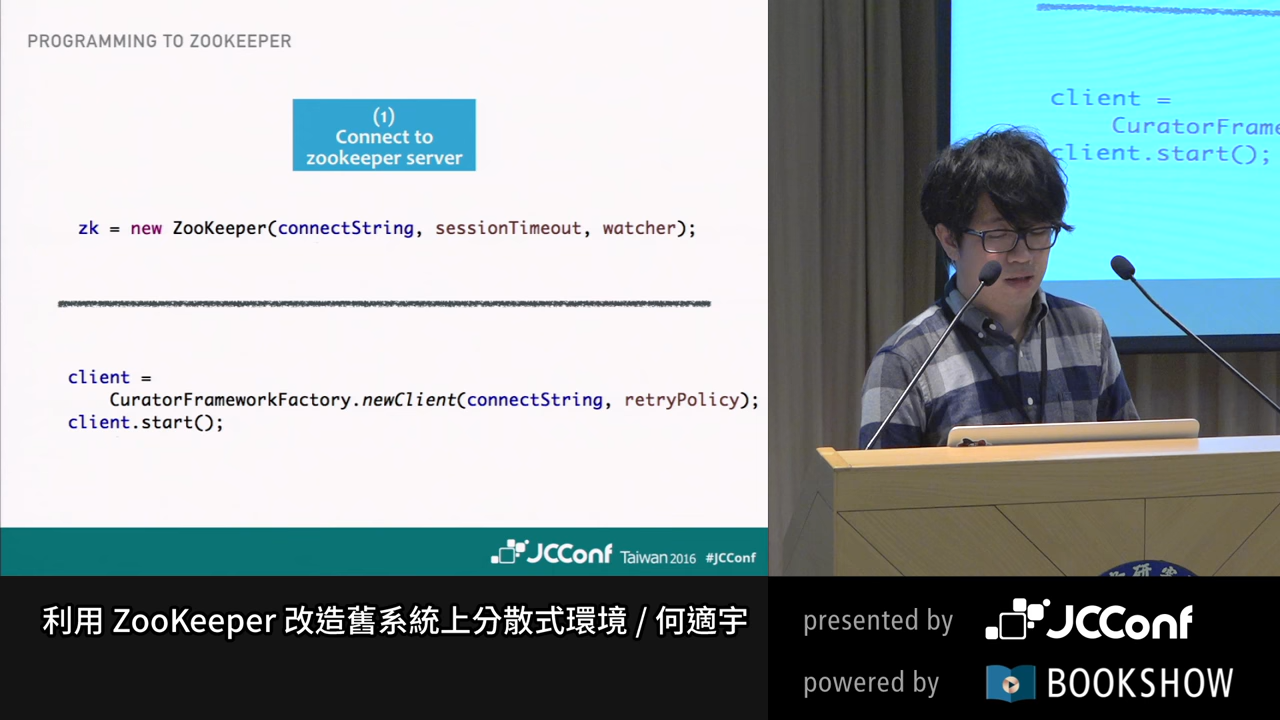 PROGRAMMING TO ZOOKEEPER
(1)
Connect to
zookeeper server
zk = new ZooKeeper(connectString, sessionTimeout, watcher);
client =
CuratorFrameworkFactory.newClient(connectString, retryPolicy);
client.start();
JCConf Taiwan 2016 #JCConf
client =
CuratorFrame
client.start();
利用 ZooKeeper 改造舊系統上分散式環境 / 何適宇
presented by JCConf
powered by BOOKSHOW